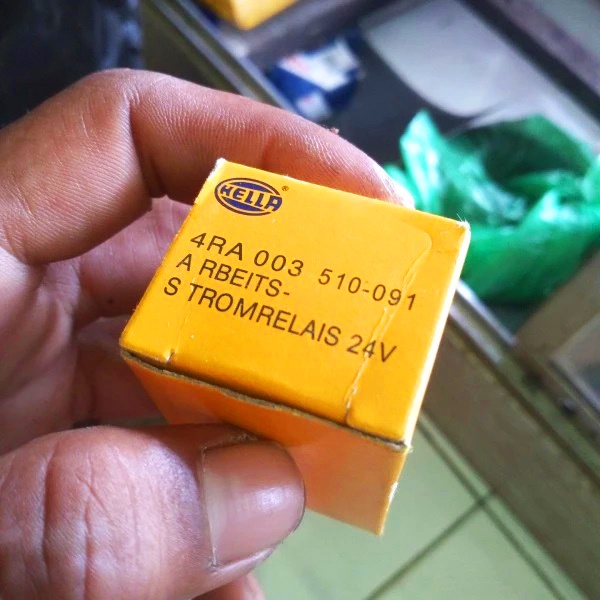 HELLA ®
4RA 003 510-091
A RBEITS-
S TROMRELAIS 24V